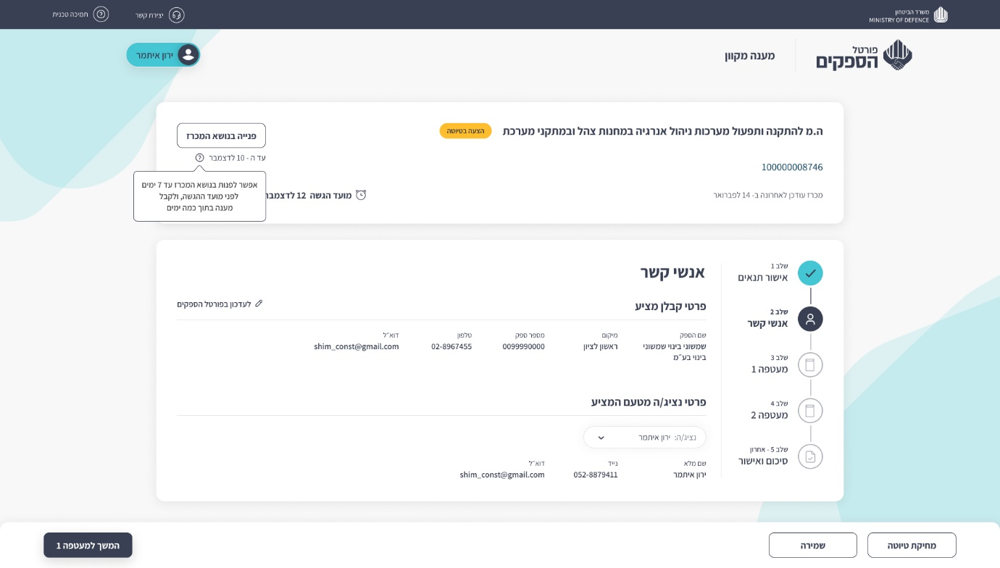 משרד הביטחון
MINISTRY OF DEFENCE
יצירת קשר
תמיכה טכנית
פורטל
הספקים
מענה מקוון
ירון איתמר
ה.מ להתקנה ותפעול מערכות ניהול אנרגיה במחנות צהל ובמתקני מערכת
הצעה בטיוטה
פנייה בנושא המכרז
עד ה - 10 לדצמבר
100000008746
אפשר לפנות בנושא המכרז עד 7 ימים
לפני מועד ההגשה, ולקבל
מענה בתוך כמה ימים
מכרז עודכן לאחרונה ב- 14 לפברואר
מועד הגשה 12 לדצמבר
שלב 1
אישור תנאים
שלב 2
אנשי קשר
שלב 3
מעטפה 1
שלב 4
מעטפה 2
שלב 5 - אחרון
סיכום ואישור
אנשי קשר
פרטי קבלן מציע
לעדכון בפורטל הספקים
שם הספק
שמשוני בינוי שמשוני
בינוי בע״מ
מיקום
ראשון לציון
מספר ספק
0099990000
טלפון
02-8967455
דוא״ל
shim_const@gmail.com
פרטי נציג/ה מטעם המציע
נציג/ה: ירון איתמר
שם מלא
ירון איתמר
נייד
052-8879411
דוא״ל
shim_const@gmail.com
מחיקת טיוטה
שמירה
המשך למעטפה 1